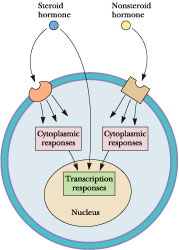 Steroid
hormone
Nonsteroid
hormone
Cytoplasmic
responses
Cytoplasmic
responses
Transcription
responses
Nucleus